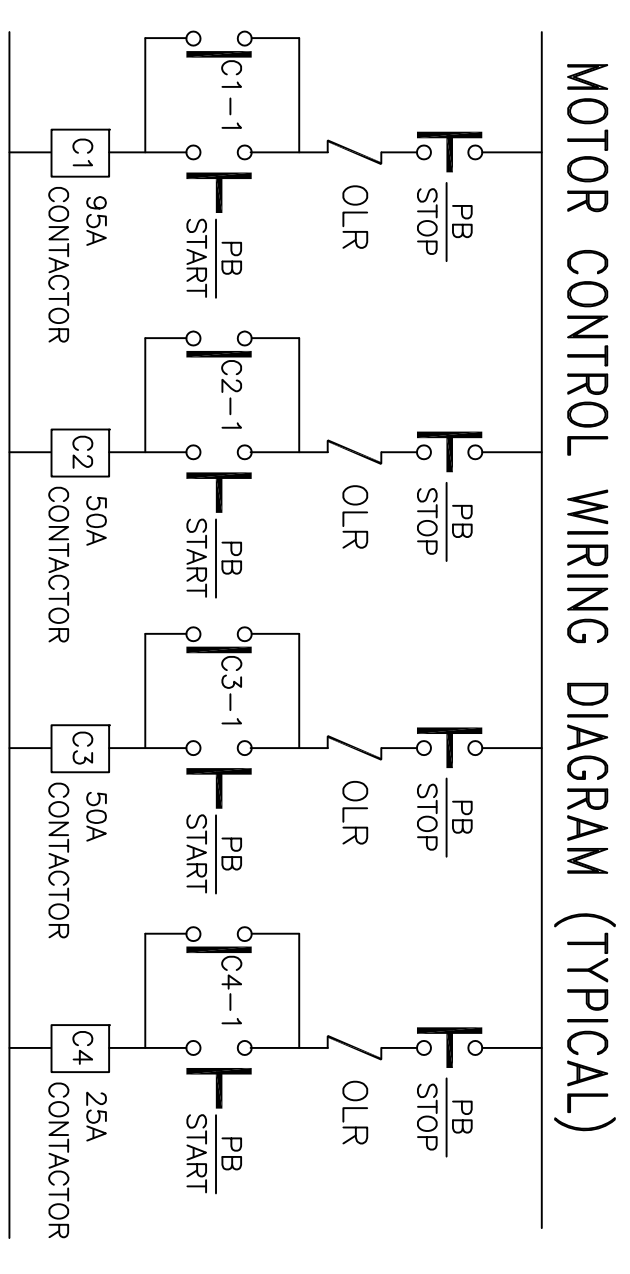 MOTOR CONTROL WIRING DIAGRAM (TYPICAL)
PB
STOP
OLR
C1-1
PB
START
C1
95A
CONTACTOR
PB
STOP
OLR
C2-1
PB
START
C2
50A
CONTACTOR
PB
STOP
OLR
C3-1
PB
START
C3
50A
CONTACTOR
PB
STOP
OLR
C4-1
PB
START
C4
25A
CONTACTOR